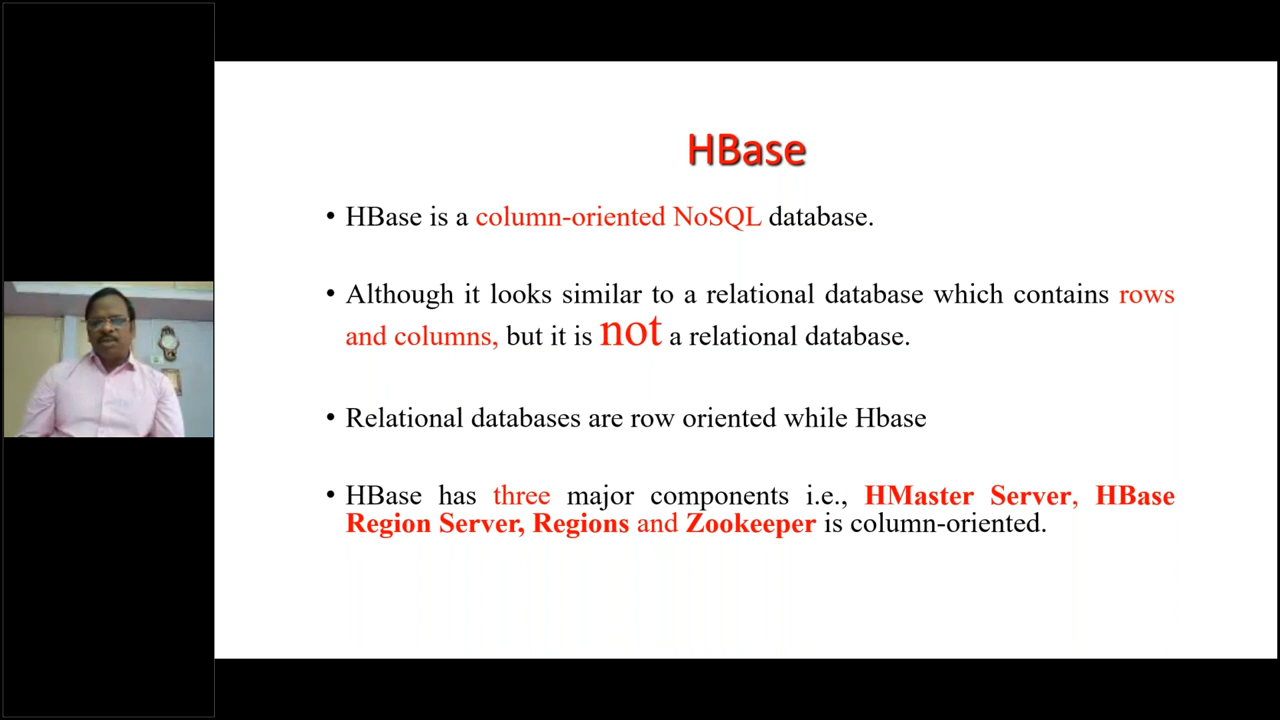 HBase
• HBase is a column-oriented NoSQL database.
• Although it looks similar to a relational database which contains rows
and columns, but it is not a relational database.
• Relational databases are row oriented while Hbase
• HBase has three major components i.e., HMaster Server, HBase
Region Server, Regions and Zookeeper is column-oriented.